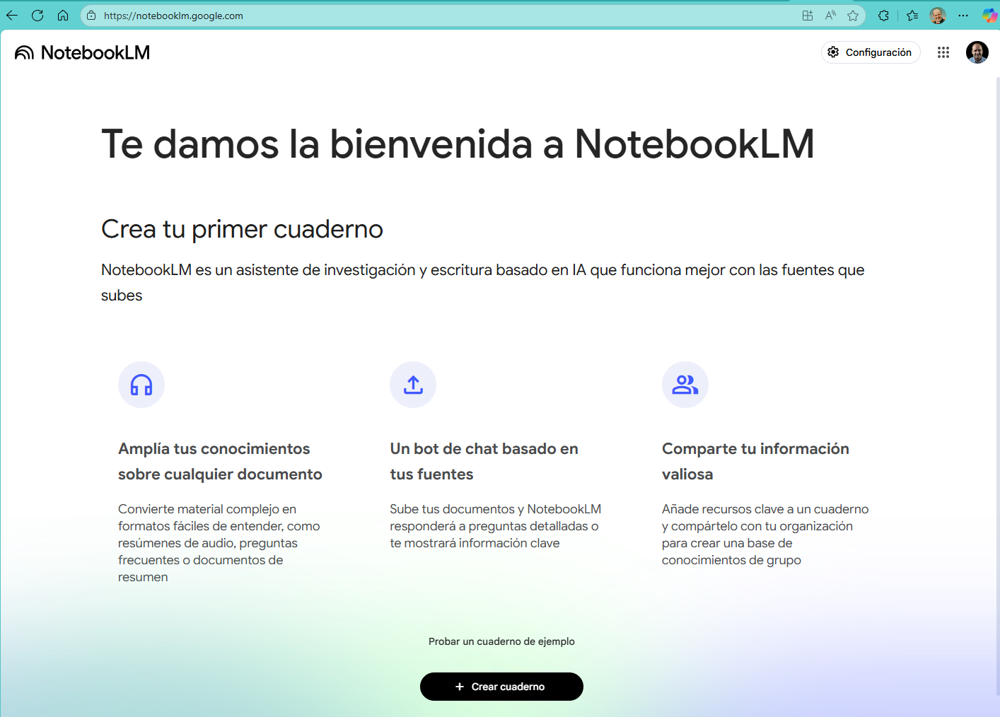 https://notebooklm.google.com
NotebookLM
Configuración
Te damos la bienvenida a NotebookLM
Crea tu primer cuaderno
NotebookLM es un asistente de investigación y escritura basado en IA que funciona mejor con las fuentes que
subes
Amplía tus conocimientos
sobre cualquier documento
Convierte material complejo en
formatos fáciles de entender, como
resúmenes de audio, preguntas
frecuentes o documentos de
resumen
Un bot de chat basado en
tus fuentes
Sube tus documentos y NotebookLM
responderá a preguntas detalladas o
te mostrará información clave
Comparte tu información
valiosa
Añade recursos clave a un cuaderno
y compártelo con tu organización
para crear una base de
conocimientos de grupo
Probar un cuaderno de ejemplo
+ Crear cuaderno